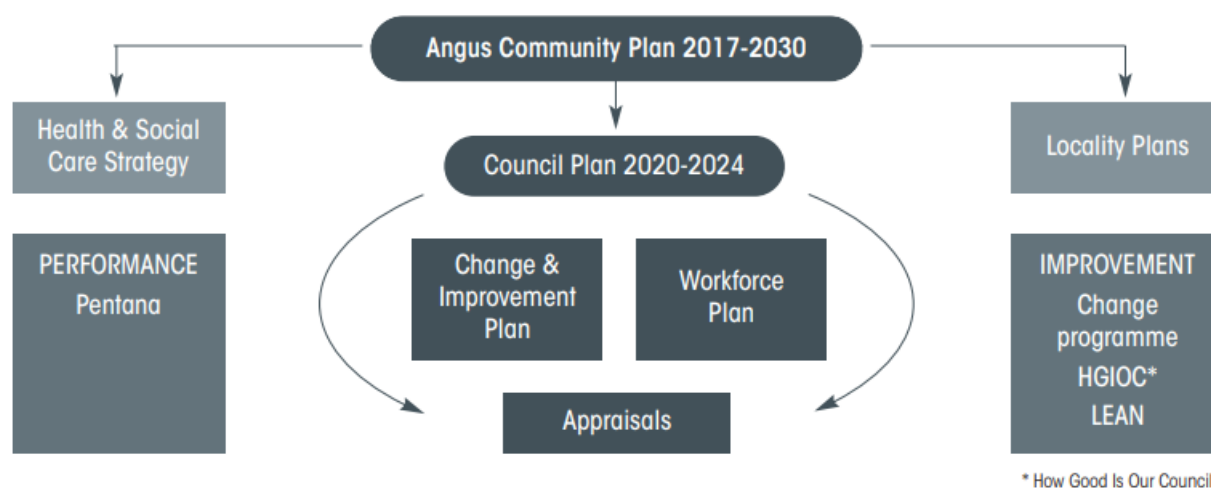 Angus Community Plan 2017-2030
Health & Social
Care Strategy
Council Plan 2020-2024
Locality Plans
PERFORMANCE
Pentana
Change &
Improvement
Plan
Workforce
Plan
IMPROVEMENT
Change
programme
HGIOC*
LEAN
Appraisals
* How Good Is Our Council